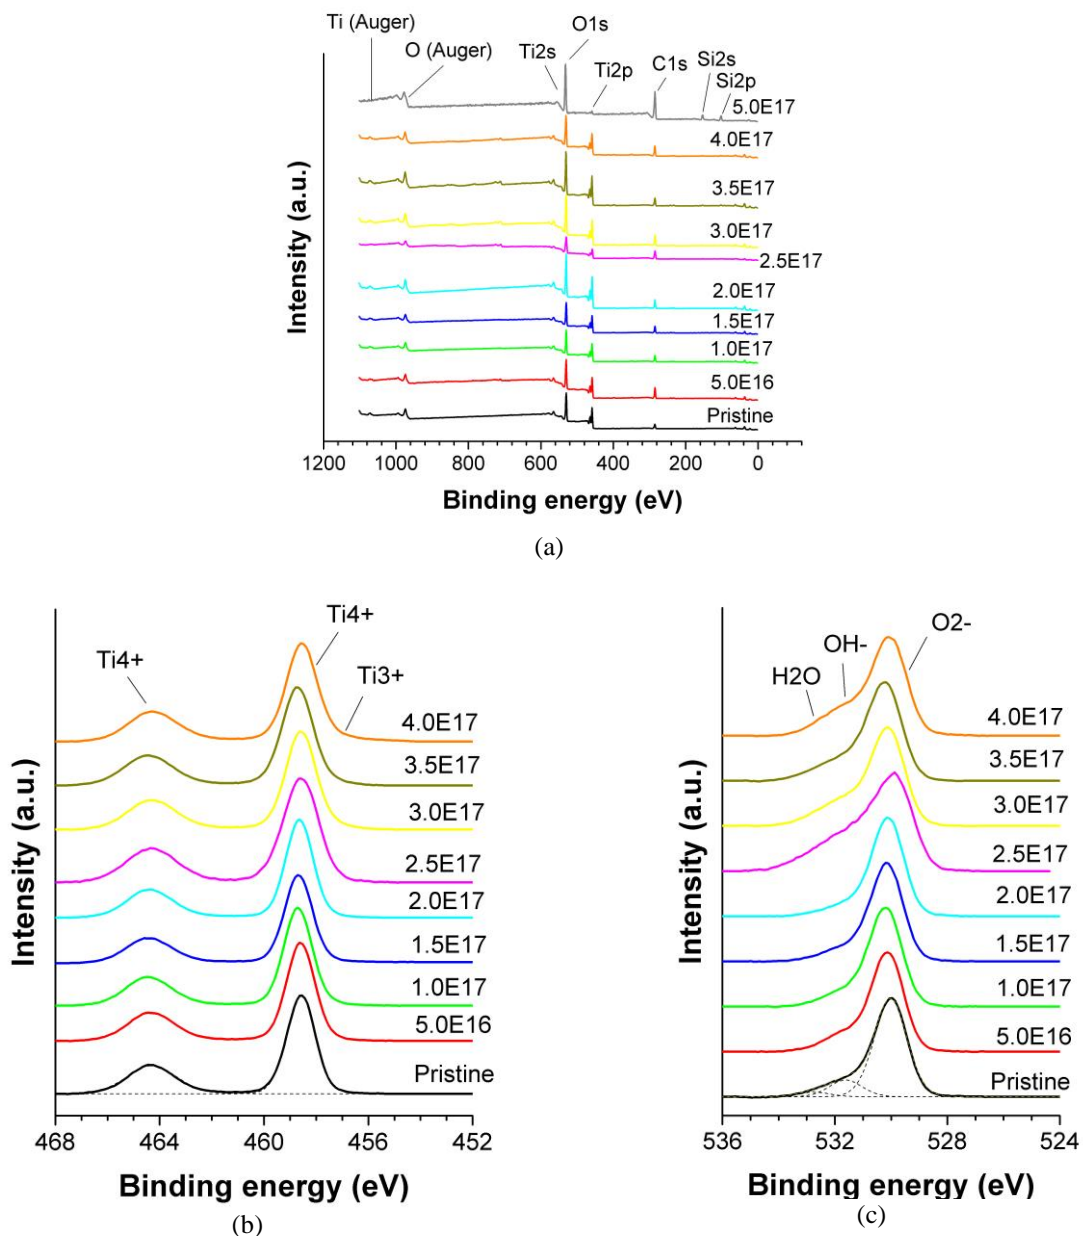 Ti (Auger)
O (Auger)
Ti2s
O1s
Ti2p
C1s
Si2s
Si2p
5.0E17
4.0E17
3.5E17
3.0E17
2.5E17
2.0E17
1.5E17
1.0E17
5.0E16
Pristine
Intensity (a.u.)
1200 1000 800 600 400 200 0
Binding energy (eV)
(a)
Ti4+
Ti4+
Ti3+
4.0E17
3.5E17
3.0E17
2.5E17
2.0E17
1.5E17
1.0E17
5.0E16
Pristine
Intensity (a.u.)
468 464 460 456 452
Binding energy (eV)
(b)
H2O
OH-
O2-
4.0E17
3.5E17
3.0E17
2.5E17
2.0E17
1.5E17
1.0E17
5.0E16
Pristine
Intensity (a.u.)
536 532 528 524
Binding energy (eV)
(c)